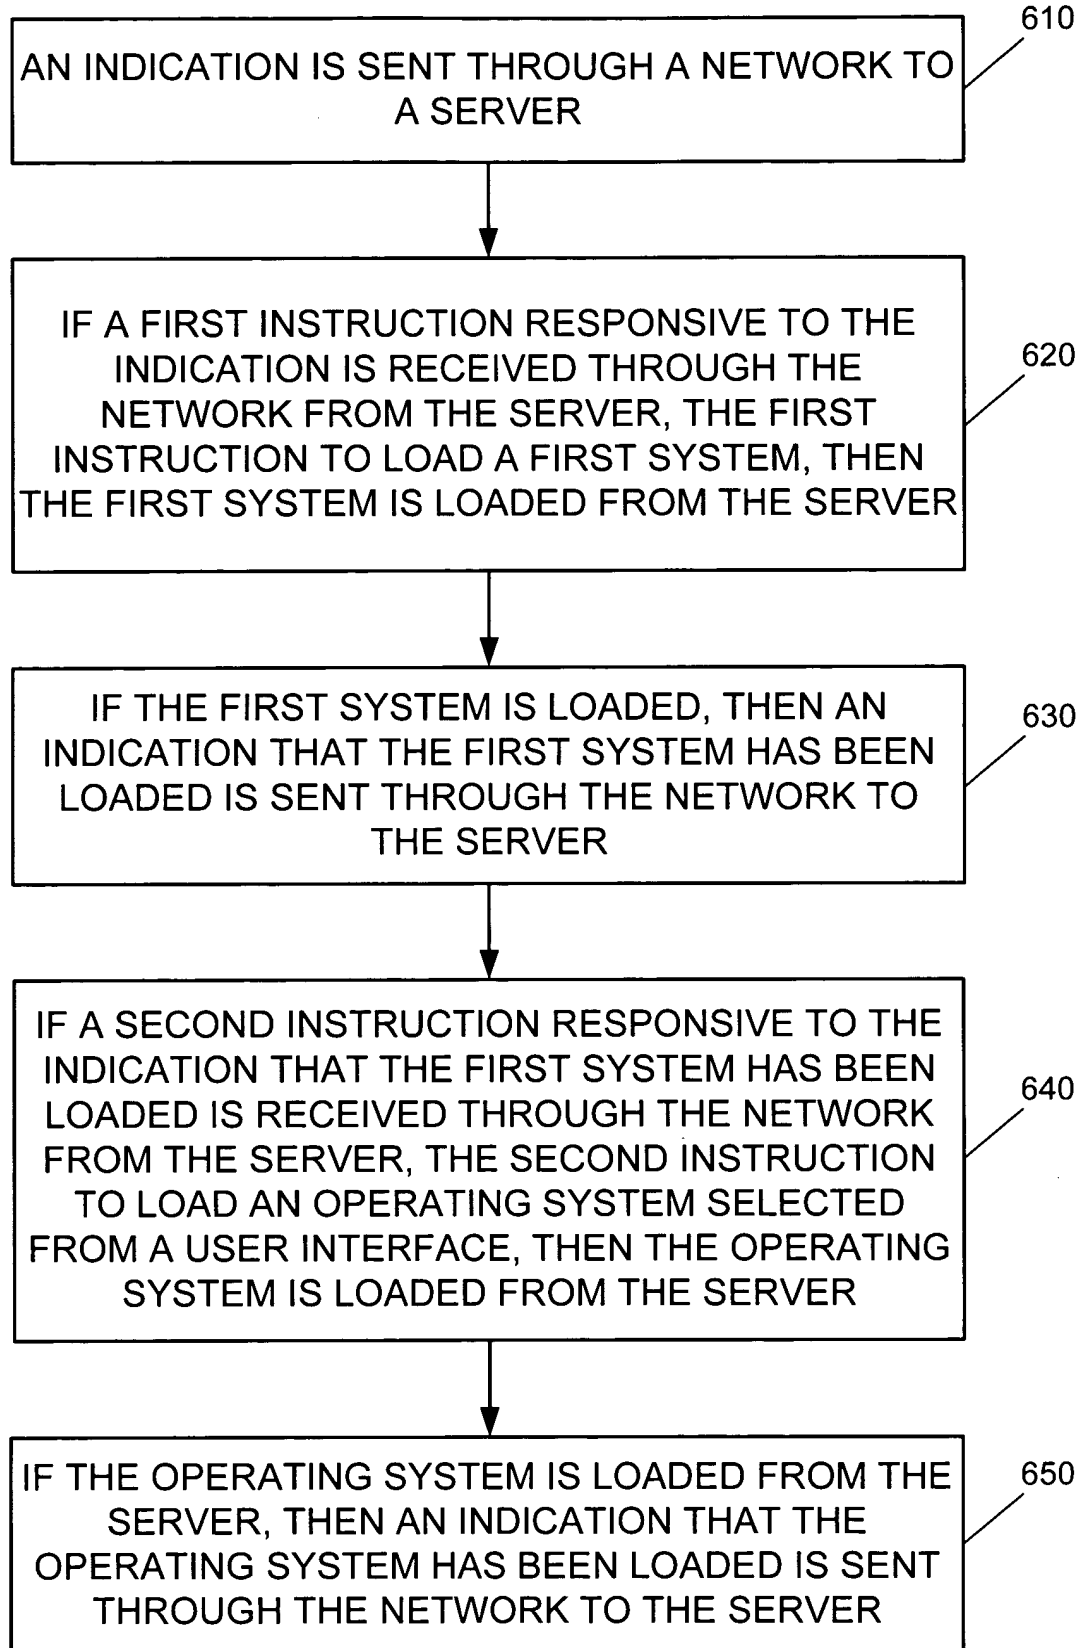 610
AN INDICATION IS SENT THROUGH A NETWORK TO
A SERVER
620
IF A FIRST INSTRUCTION RESPONSIVE TO THE
INDICATION IS RECEIVED THROUGH THE
NETWORK FROM THE SERVER, THE FIRST
INSTRUCTION TO LOAD A FIRST SYSTEM, THEN
THE FIRST SYSTEM IS LOADED FROM THE SERVER
630
IF THE FIRST SYSTEM IS LOADED, THEN AN
INDICATION THAT THE FIRST SYSTEM HAS BEEN
LOADED IS SENT THROUGH THE NETWORK TO
THE SERVER
640
IF A SECOND INSTRUCTION RESPONSIVE TO THE
INDICATION THAT THE FIRST SYSTEM HAS BEEN
LOADED IS RECEIVED THROUGH THE NETWORK
FROM THE SERVER, THE SECOND INSTRUCTION
TO LOAD AN OPERATING SYSTEM SELECTED
FROM A USER INTERFACE, THEN THE OPERATING
SYSTEM IS LOADED FROM THE SERVER
650
IF THE OPERATING SYSTEM IS LOADED FROM THE
SERVER, THEN AN INDICATION THAT THE
OPERATING SYSTEM HAS BEEN LOADED IS SENT
THROUGH THE NETWORK TO THE SERVER